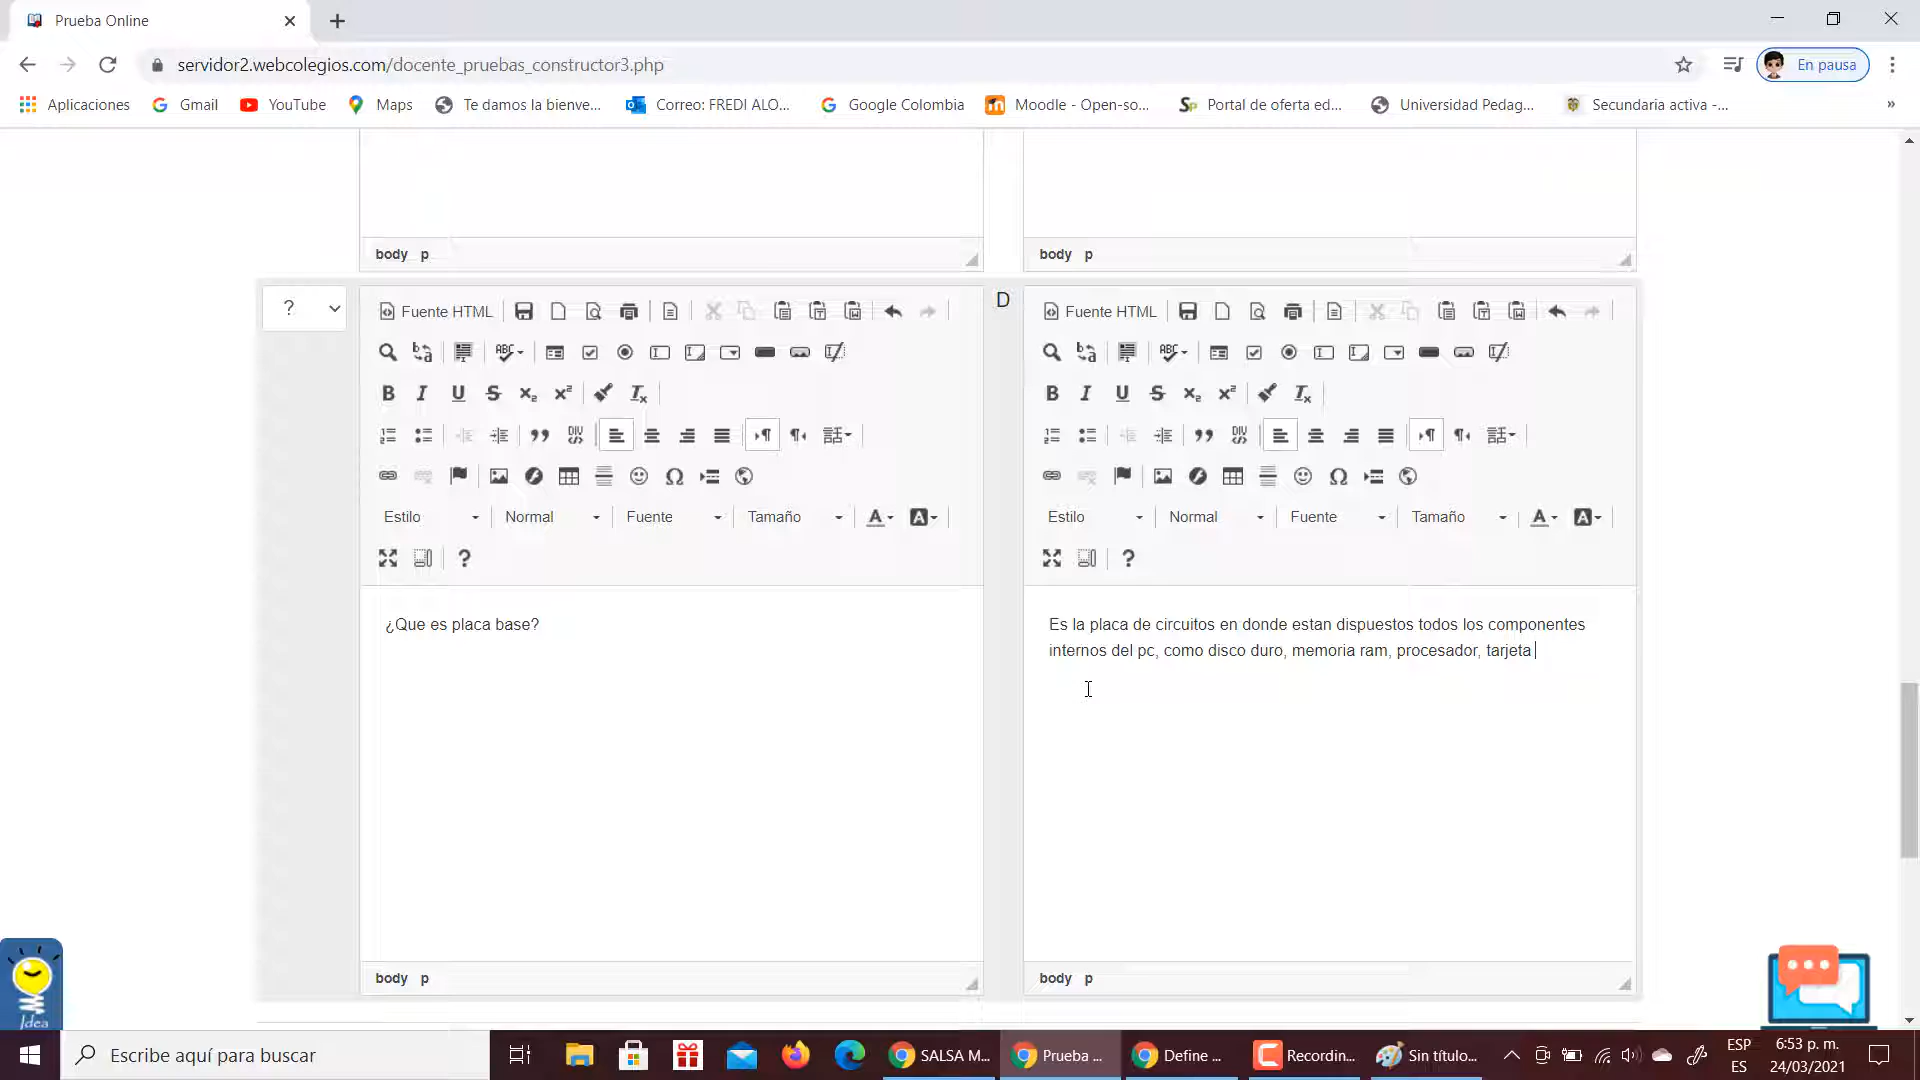 Prueba Online
servidor2.webcolegios.com/docente_pruebas_constructor3.php
En pausa
Aplicaciones
Gmail
YouTube
Maps
Te damos la bienve...
Correo: FREDI ALO...
Google Colombia
Moodle - Open-so...
Portal de oferta ed...
Universidad Pedag...
Secundaria activa -...
»
body p
body p
?
D
Fuente HTML
Fuente HTML
Estilo
Normal
Fuente
Tamaño
Estilo
Normal
Fuente
Tamaño
¿Que es placa base?
Es la placa de circuitos en donde estan dispuestos todos los componentes
internos del pc, como disco duro, memoria ram, procesador, tarjeta
body p
body p
Idea
Escribe aquí para buscar
SALSA M...
Prueba ...
Define ...
Recordin...
Sin título...
ESP
ES
6:53 p. m.
24/03/2021